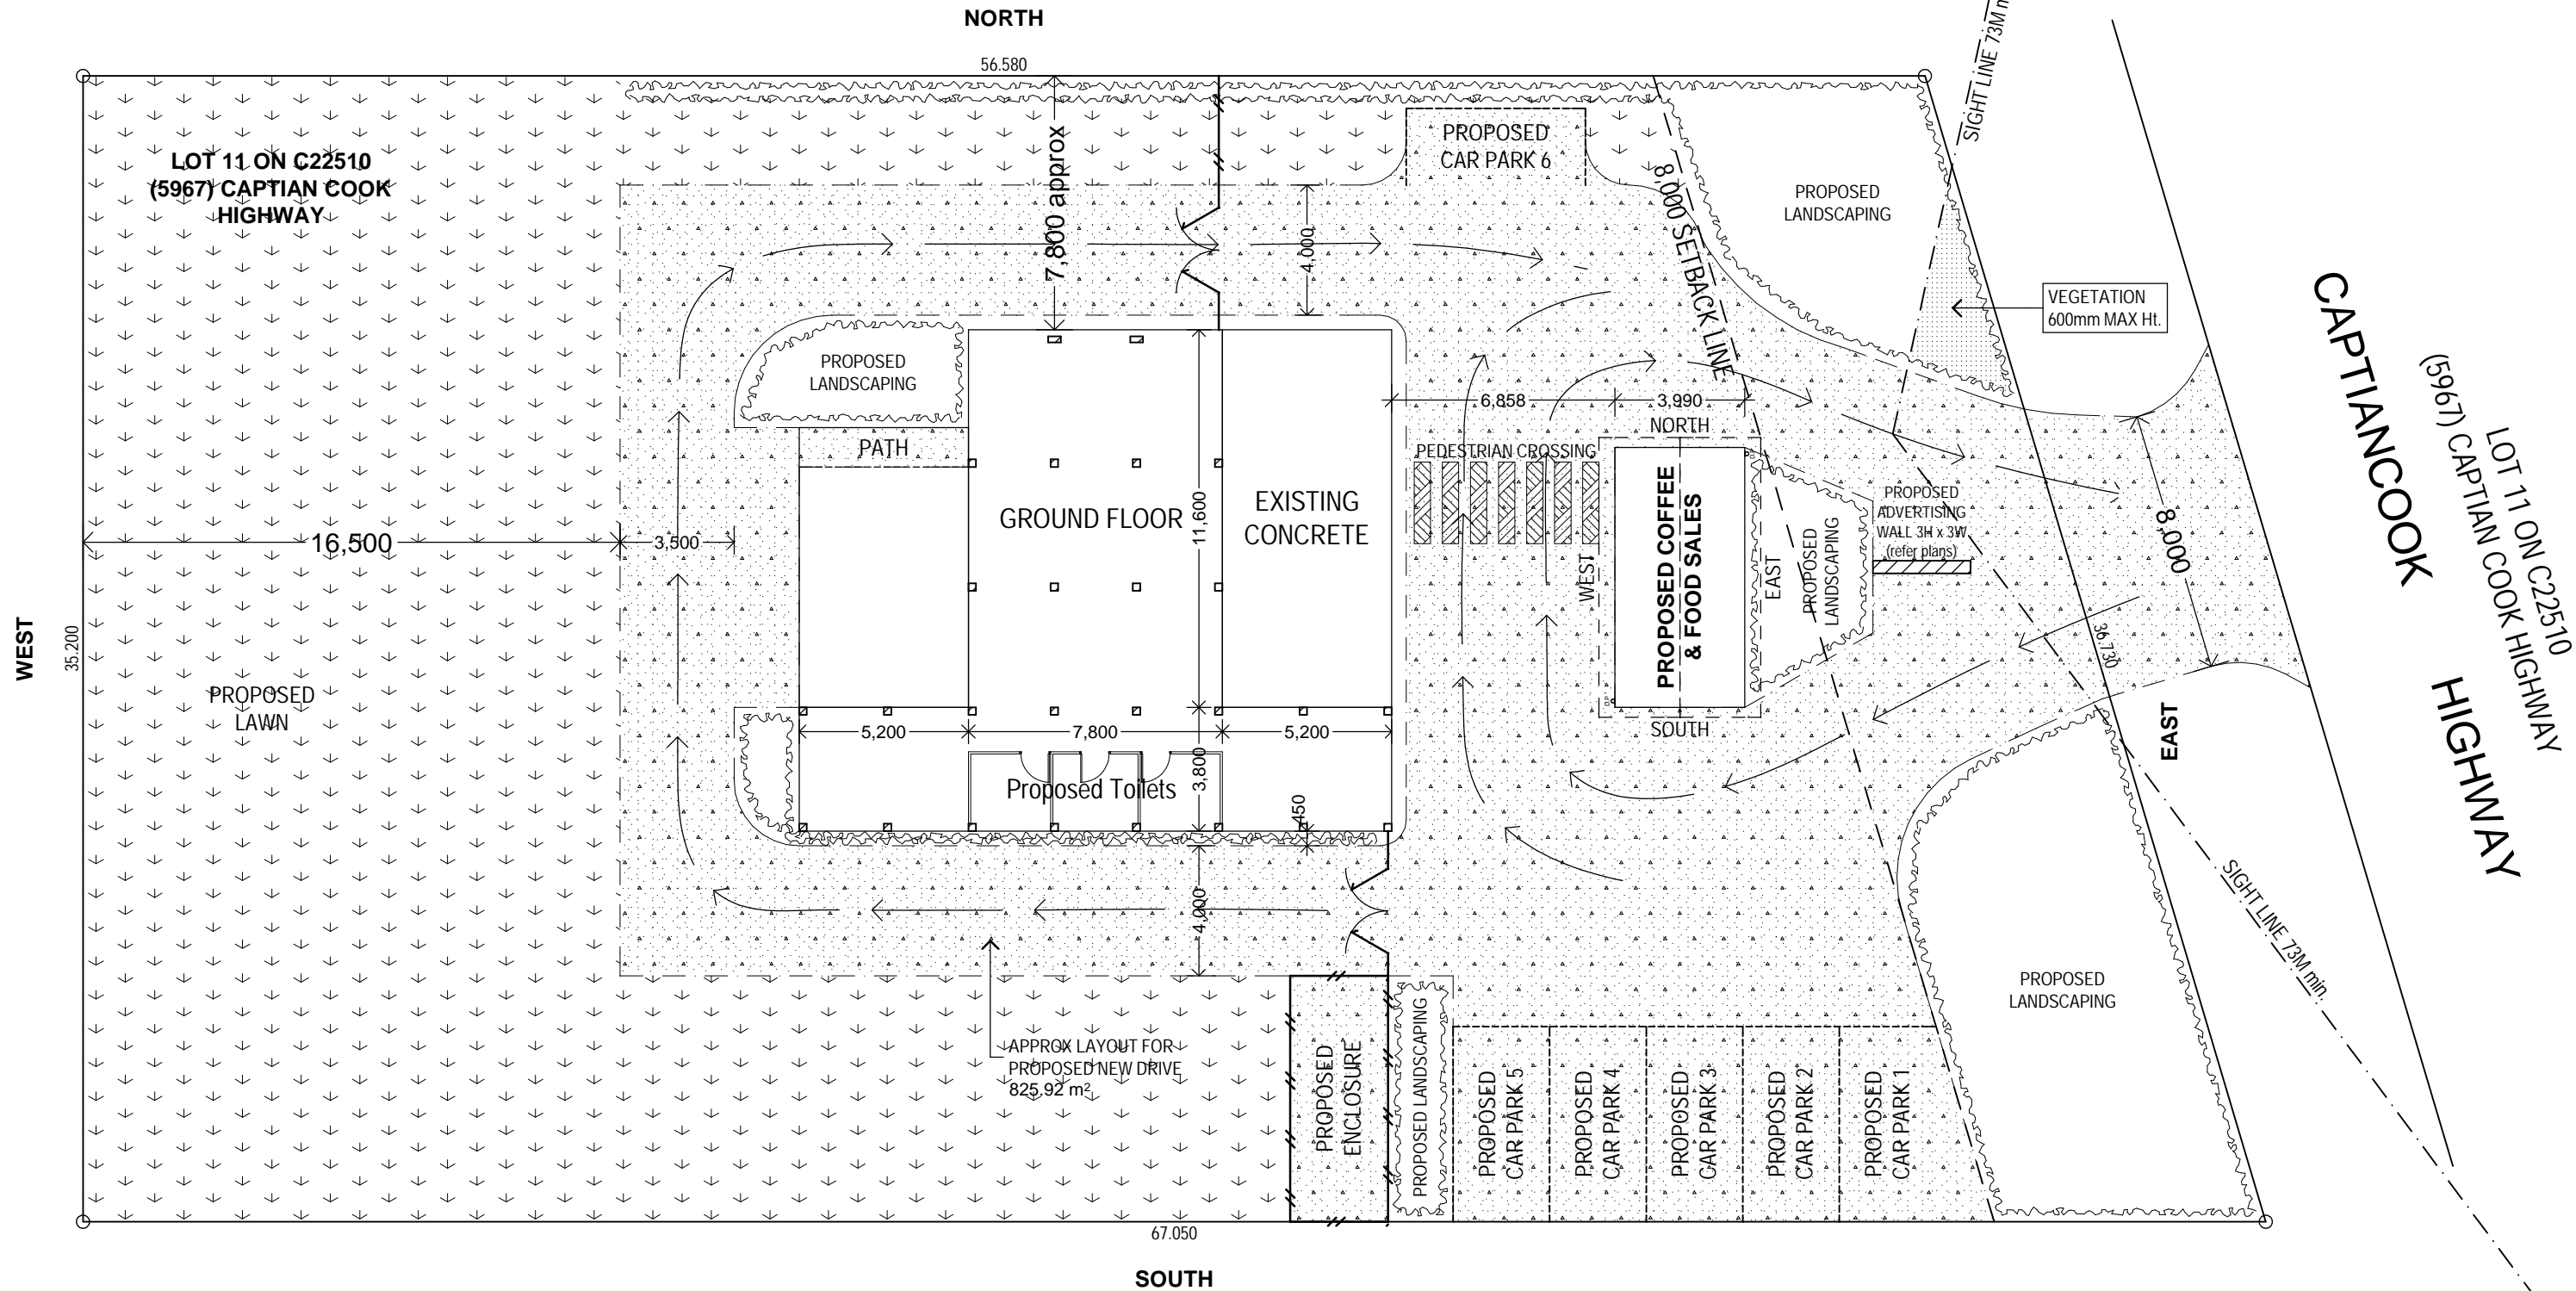 NORTH
56.580
SIGHT LINE 73M
LOT 11 ON C22510
(5967) CAPTIAN COOK
HIGHWAY
7,800 approx
PROPOSED
CAR PARK 6
8,000 SETBACK LINE
PROPOSED
LANDSCAPING
4,000
VEGETATION
600mm MAX Ht.
CAPTIANCOOK
HIGHWAY
LOT 11 ON C22510
(5967) CAPTIAN COOK HIGHWAY
PROPOSED
LANDSCAPING
PATH
6,858
3,990
NORTH
PEDESTRIAN CROSSING
GROUND FLOOR
11,600
EXISTING
CONCRETE
WEST
PROPOSED COFFEE
& FOOD SALES
EAST
PROPOSED
LANDSCAPING
PROPOSED
ADVERTISING
WALL 3H x 3W
(refer plans)
8,000
16,500
3,500
WEST
35.200
36.730
EAST
PROPOSED
LAWN
5,200
7,800
5,200
SOUTH
Proposed Toilets
3,800
450
4,000
SIGHT LINE 73M min.
APPROX LAYOUT FOR
PROPOSED NEW DRIVE
825.92 m²
PROPOSED
ENCLOSURE
PROPOSED LANDSCAPING
PROPOSED
CAR PARK 5
PROPOSED
CAR PARK 4
PROPOSED
CAR PARK 3
PROPOSED
CAR PARK 2
PROPOSED
CAR PARK 1
PROPOSED
LANDSCAPING
67.050
SOUTH